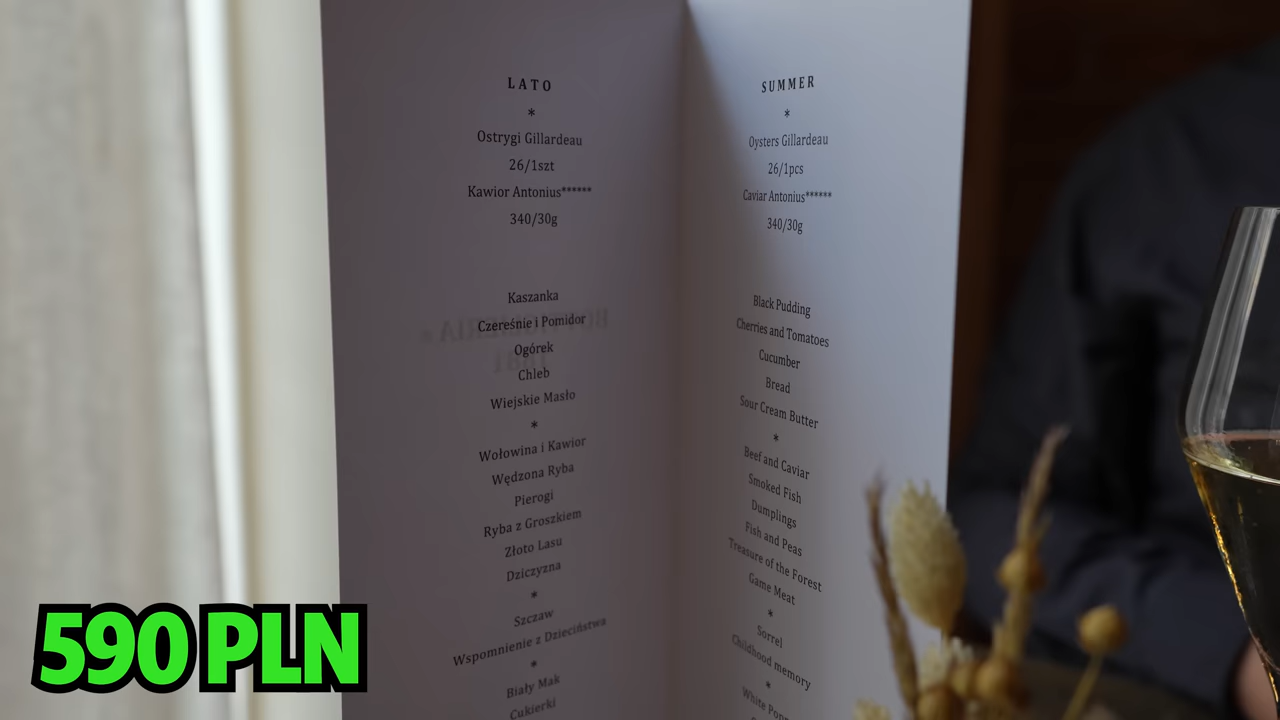 LATO
*
Ostrygi Gillardeau
26/1szt
Kawior Antonius******
340/30g
Kaszanka
Czereśnie i Pomidor
Ogórek
Chleb
Wiejskie Masło
*
Wołowina i Kawior
Wędzona Ryba
Pierogi
Ryba z Groszkiem
Złoto Lasu
Dziczyzna
*
Szczaw
Wspomnienie z Dzieciństwa
*
Biały Mak
Cukierki
SUMMER
*
Oysters Gillardeau
26/1pcs
Caviar Antonius******
340/30g
Black Pudding
Cherries and Tomatoes
Cucumber
Bread
Sour Cream Butter
*
Beef and Caviar
Smoked Fish
Dumplings
Fish and Peas
Treasure of the Forest
Game Meat
*
Sorrel
Childhood memory
*
White
590 PLN